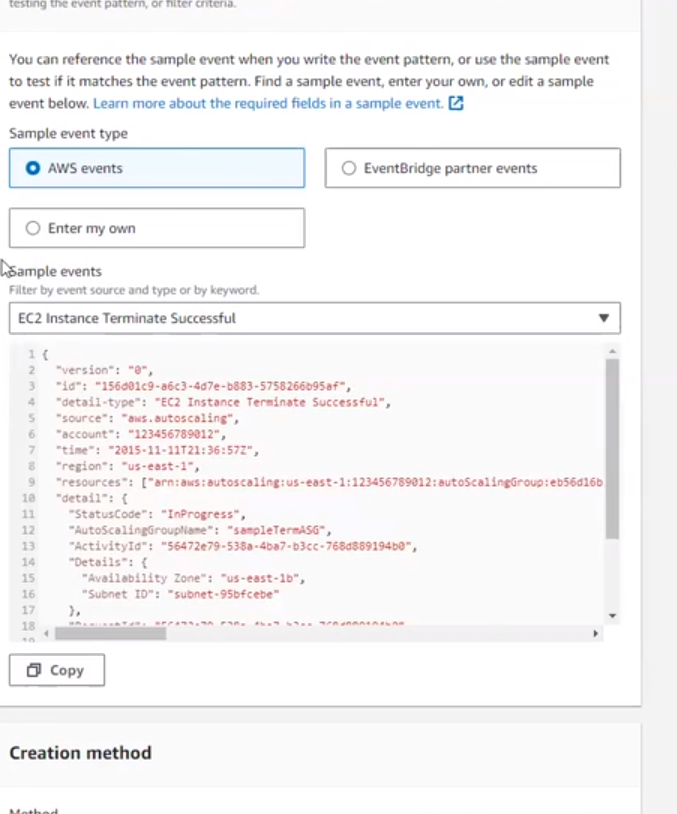 testing the event pattern, or filter criteria.
You can reference the sample event when you write the event pattern, or use the sample event
to test if it matches the event pattern. Find a sample event, enter your own, or edit a sample
event below. Learn more about the required fields in a sample event.
Sample event type
AWS events
EventBridge partner events
Enter my own
Sample events
Filter by event source and type or by keyword.
EC2 Instance Terminate Successful
1 {
2 "version": "0",
3 "id": "156d01c9-a6c3-4d7e-b883-5758266b95af",
4 "detail-type": "EC2 Instance Terminate Successful",
5 "source": "aws.autoscaling",
6 "account": "123456789012",
7 "time": "2015-11-11T21:36:57Z",
8 "region": "us-east-1",
9 "resources": ["arn:aws:autoscaling:us-east-1:123456789012:autoScalingGroup:eb56d16b
10 "detail": {
11 "StatusCode": "InProgress",
12 "AutoScalingGroupName": "sampleTermASG",
13 "ActivityId": "56472e79-538a-4ba7-b3cc-768d889194b0",
14 "Details": {
15 "Availability Zone": "us-east-1b",
16 "Subnet ID": "subnet-95bfcebe"
17 },
18
Copy
Creation method
Method